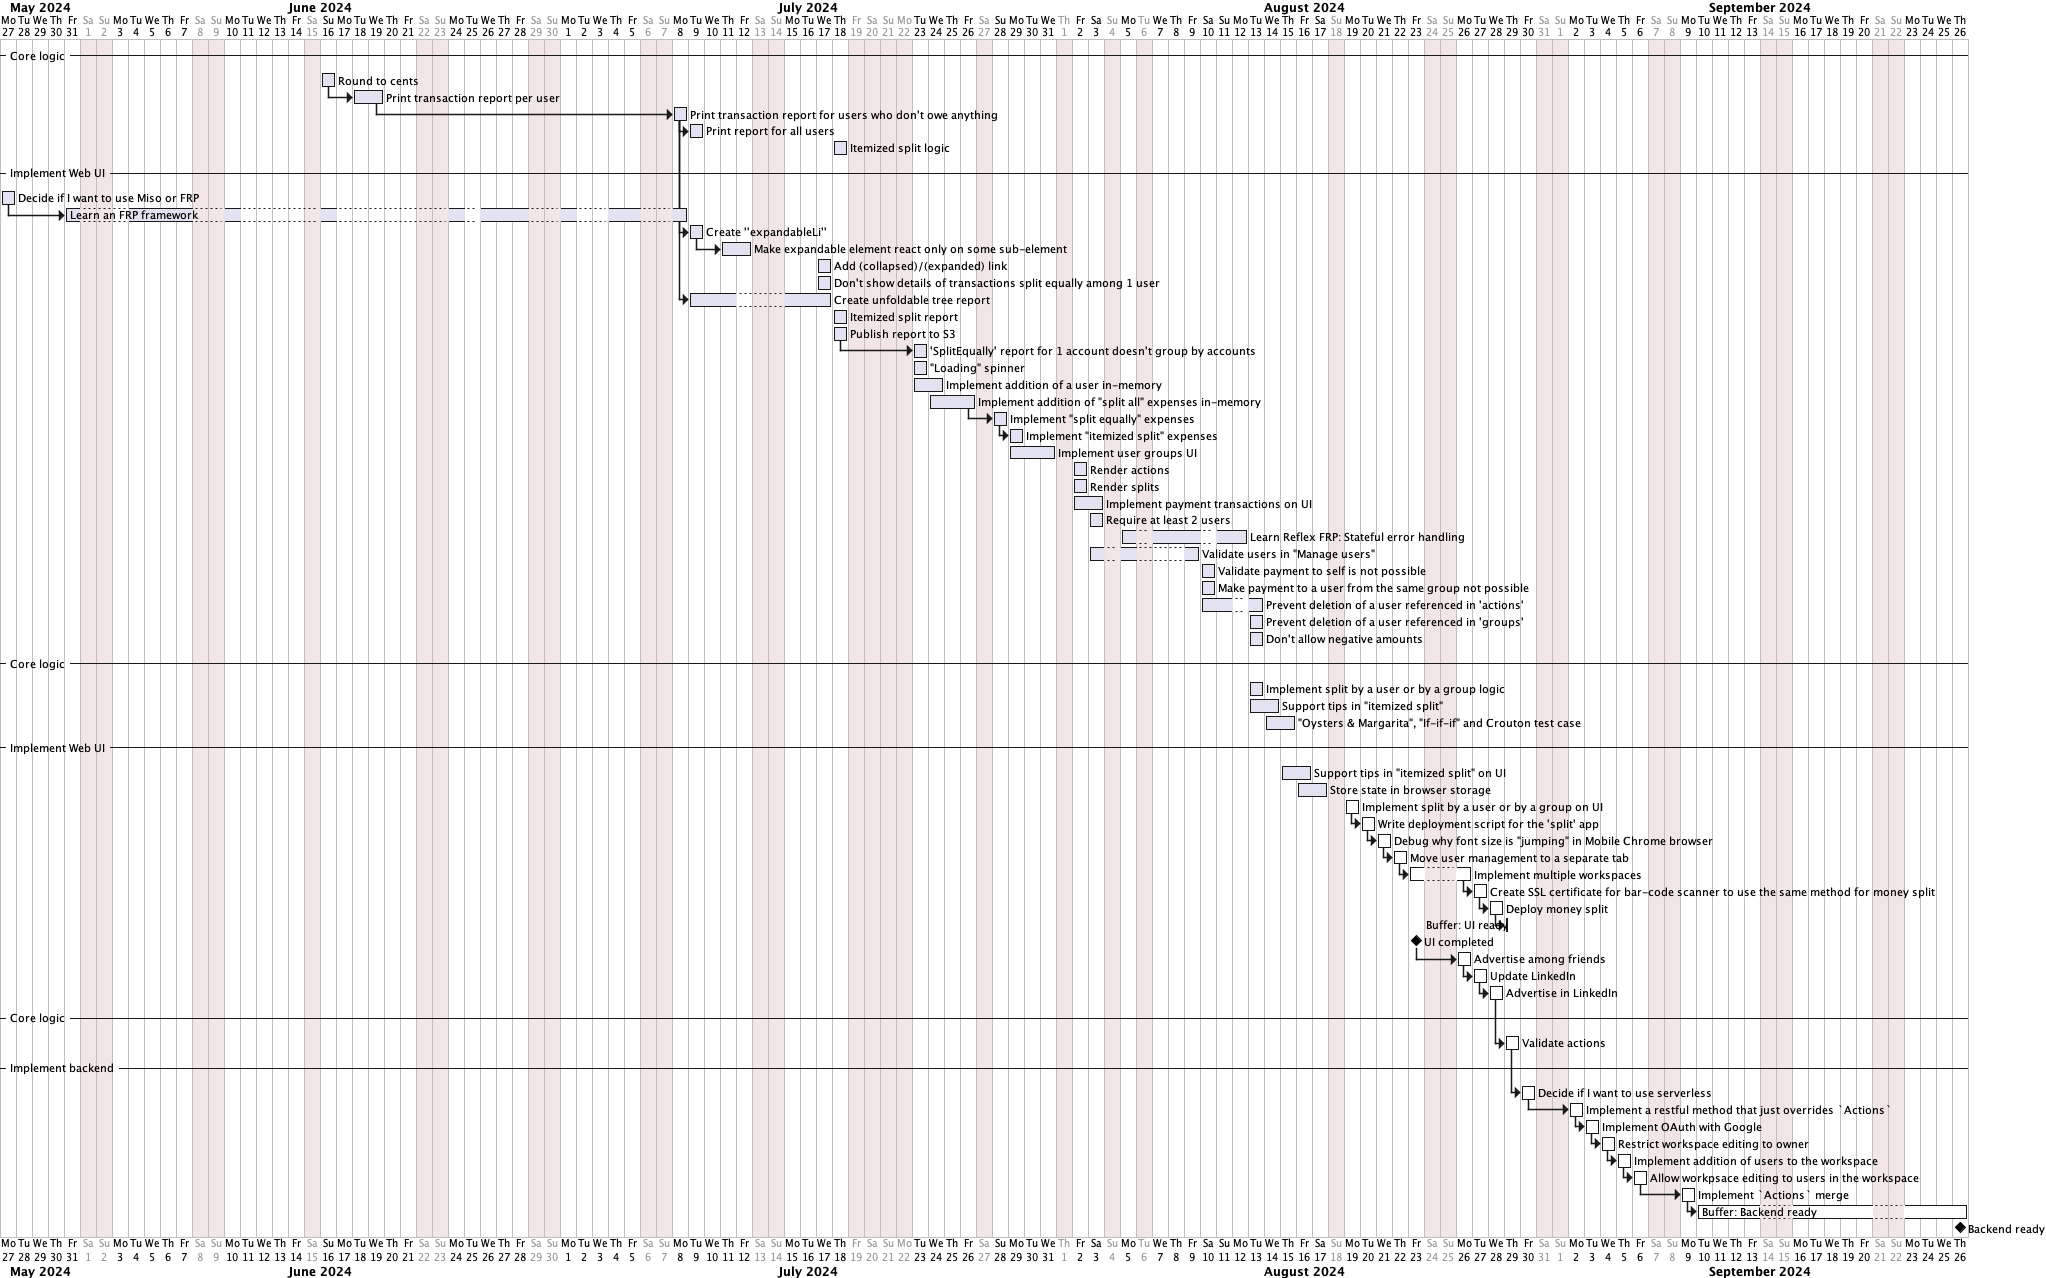 May 2024 June 2024 July 2024 August 2024 September 2024
Mo Tu We Th Fr Sa Su Mo Tu We Th Fr Sa Su Mo Tu We Th Fr Sa Su Mo Tu We Th Fr Sa Su Mo Tu We Th Fr Sa Su Mo Tu We Th Fr Sa Su Mo Tu We Th Fr Sa Su Mo Tu We Th Fr Sa Su Mo Tu We Th Fr Sa Su Mo Tu We Th Fr Sa Su Mo Tu We Th Fr Sa Su Mo Tu We Th Fr Sa Su Mo Tu We Th Fr Sa Su Mo Tu We Th Fr Sa Su Mo Tu We Th Fr Sa Su Mo Tu We Th Fr Sa Su Mo Tu We Th Fr Sa Su Mo Tu We Th
27 28 29 30 31 1 2 3 4 5 6 7 8 9 10 11 12 13 14 15 16 17 18 19 20 21 22 23 24 25 26 27 28 29 30 1 2 3 4 5 6 7 8 9 10 11 12 13 14 15 16 17 18 19 20 21 22 23 24 25 26 27 28 29 30 31 1 2 3 4 5 6 7 8 9 10 11 12 13 14 15 16 17 18 19 20 21 22 23 24 25 26 27 28 29 30 31 1 2 3 4 5 6 7 8 9 10 11 12 13 14 15 16 17 18 19 20 21 22 23 24 25 26
Core logic
Round to cents
Print transaction report per user
Print transaction report for users who don't owe anything
Print report for all users
Itemized split logic
Implement Web UI
Decide if I want to use Miso or FRP
Learn an FRP framework
Create ''expandableLi''
Make expandable element react only on some sub-element
Add (collapsed)/(expanded) link
Don't show details of transactions split equally among 1 user
Create unfoldable tree report
Itemized split report
Publish report to S3
'SplitEqually' report for 1 account doesn't group by accounts
"Loading" spinner
Implement addition of a user in-memory
Implement addition of "split all" expenses in-memory
Implement "split equally" expenses
Implement "itemized split" expenses
Implement user groups UI
Render actions
Render splits
Implement payment transactions on UI
Require at least 2 users
Learn Reflex FRP: Stateful error handling
Validate users in "Manage users"
Validate payment to self is not possible
Make payment to a user from the same group not possible
Prevent deletion of a user referenced in 'actions'
Prevent deletion of a user referenced in 'groups'
Don't allow negative amounts
Core logic
Implement split by a user or by a group logic
Support tips in "itemized split"
"Oysters & Margarita", "If-if-if" and Crouton test case
Implement Web UI
Support tips in "itemized split" on UI
Store state in browser storage
Implement split by a user or by a group on UI
Write deployment script for the 'split' app
Debug why font size is "jumping" in Mobile Chrome browser
Move user management to a separate tab
Implement multiple workspaces
Create SSL certificate for bar-code scanner to use the same method for money split
Deploy money split
Buffer: UI ready
UI completed
Advertise among friends
Update LinkedIn
Advertise in LinkedIn
Core logic
Validate actions
Implement backend
Decide if I want to use serverless
Implement a restful method that just overrides `Actions`
Implement OAuth with Google
Restrict workspace editing to owner
Implement addition of users to the workspace
Allow workpsace editing to users in the workspace
Implement `Actions` merge
Buffer: Backend ready
Backend ready
Mo Tu We Th Fr Sa Su Mo Tu We Th Fr Sa Su Mo Tu We Th Fr Sa Su Mo Tu We Th Fr Sa Su Mo Tu We Th Fr Sa Su Mo Tu We Th Fr Sa Su Mo Tu We Th Fr Sa Su Mo Tu We Th Fr Sa Su Mo Tu We Th Fr Sa Su Mo Tu We Th Fr Sa Su Mo Tu We Th Fr Sa Su Mo Tu We Th Fr Sa Su Mo Tu We Th Fr Sa Su Mo Tu We Th Fr Sa Su Mo Tu We Th Fr Sa Su Mo Tu We Th Fr Sa Su Mo Tu We Th Fr Sa Su Mo Tu We Th
27 28 29 30 31 1 2 3 4 5 6 7 8 9 10 11 12 13 14 15 16 17 18 19 20 21 22 23 24 25 26 27 28 29 30 1 2 3 4 5 6 7 8 9 10 11 12 13 14 15 16 17 18 19 20 21 22 23 24 25 26 27 28 29 30 31 1 2 3 4 5 6 7 8 9 10 11 12 13 14 15 16 17 18 19 20 21 22 23 24 25 26 27 28 29 30 31 1 2 3 4 5 6 7 8 9 10 11 12 13 14 15 16 17 18 19 20 21 22 23 24 25 26
May 2024 June 2024 July 2024 August 2024 September 2024